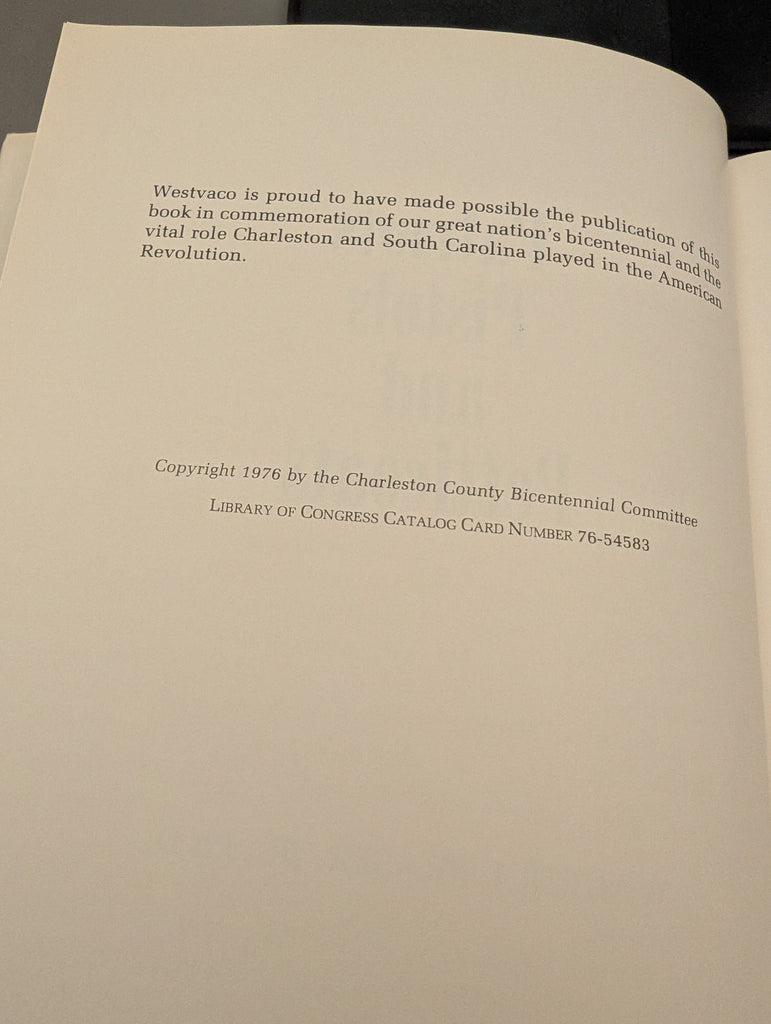 Westvaco is proud to have made possible the publication of this
book in commemoration of our great nation's bicentennial and the
vital role Charleston and South Carolina played in the American
Revolution.
Copyright 1976 by the Charleston County Bicentennial Committee
LIBRARY OF CONGRESS CATALOG CARD NUMBER 76-54583